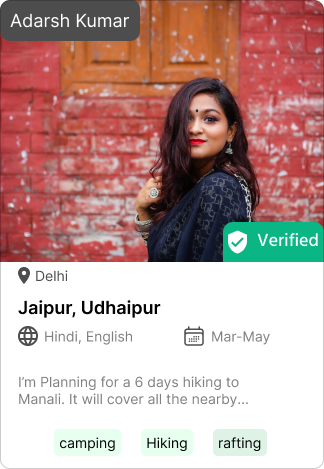 Adarsh Kumar
Verified
Delhi
Jaipur, Udhaipur
Hindi, English
Mar-May
I'm Planning for a 6 days hiking to
Manali. It will cover all the nearby...
camping
Hiking
rafting